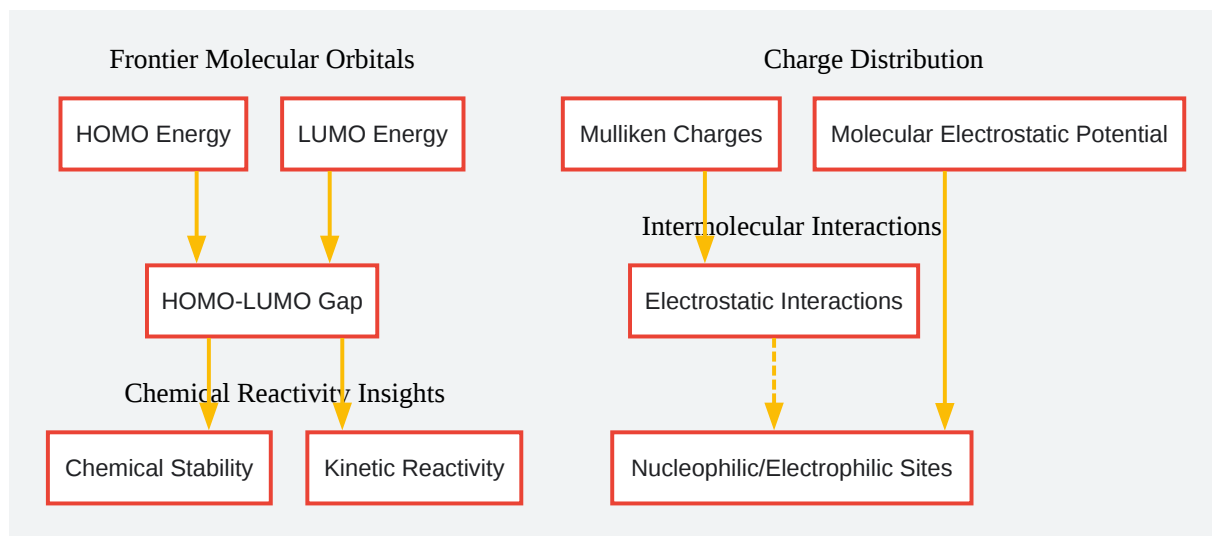 Frontier Molecular Orbitals
Charge Distribution
HOMO Energy
LUMO Energy
Mulliken Charges
Molecular Electrostatic Potential
Intermolecular Interactions
HOMO-LUMO Gap
Electrostatic Interactions
Chemical Reactivity Insights
Chemical Stability
Kinetic Reactivity
Nucleophilic/Electrophilic Sites